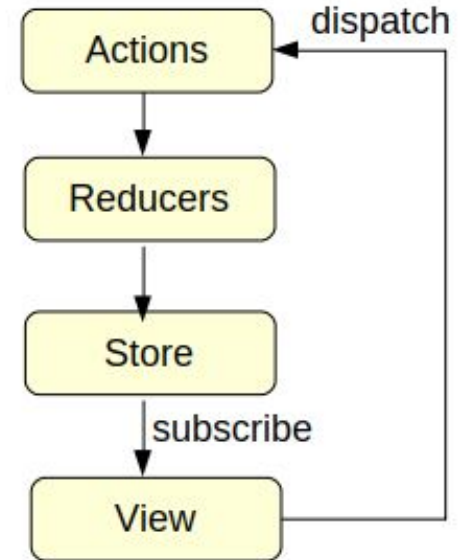 dispatch
Actions
Reducers
Store
subscribe
View